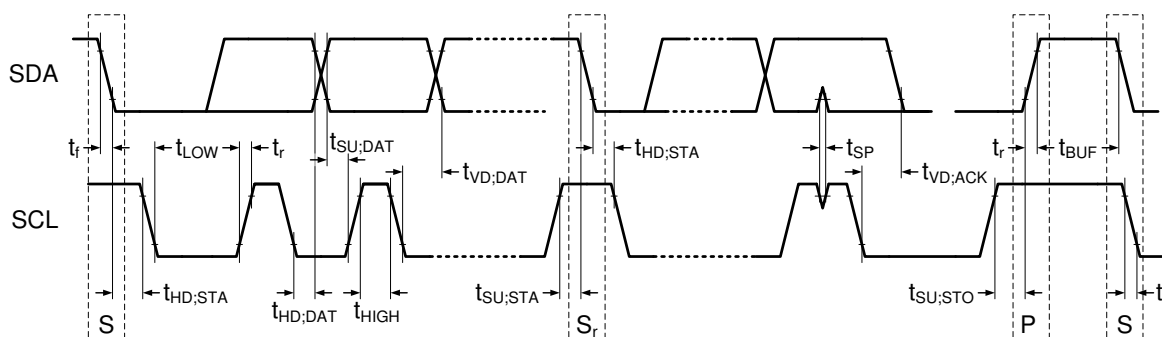 SDA
t_f t_LOW t_r t_SU;DAT t_VD;DAT t_HD;STA t_SP t_VD;ACK t_r t_BUF
SCL
t_HD;STA t_HD;DAT t_HIGH t_SU;STA t_SU;STO t
S S_r P S